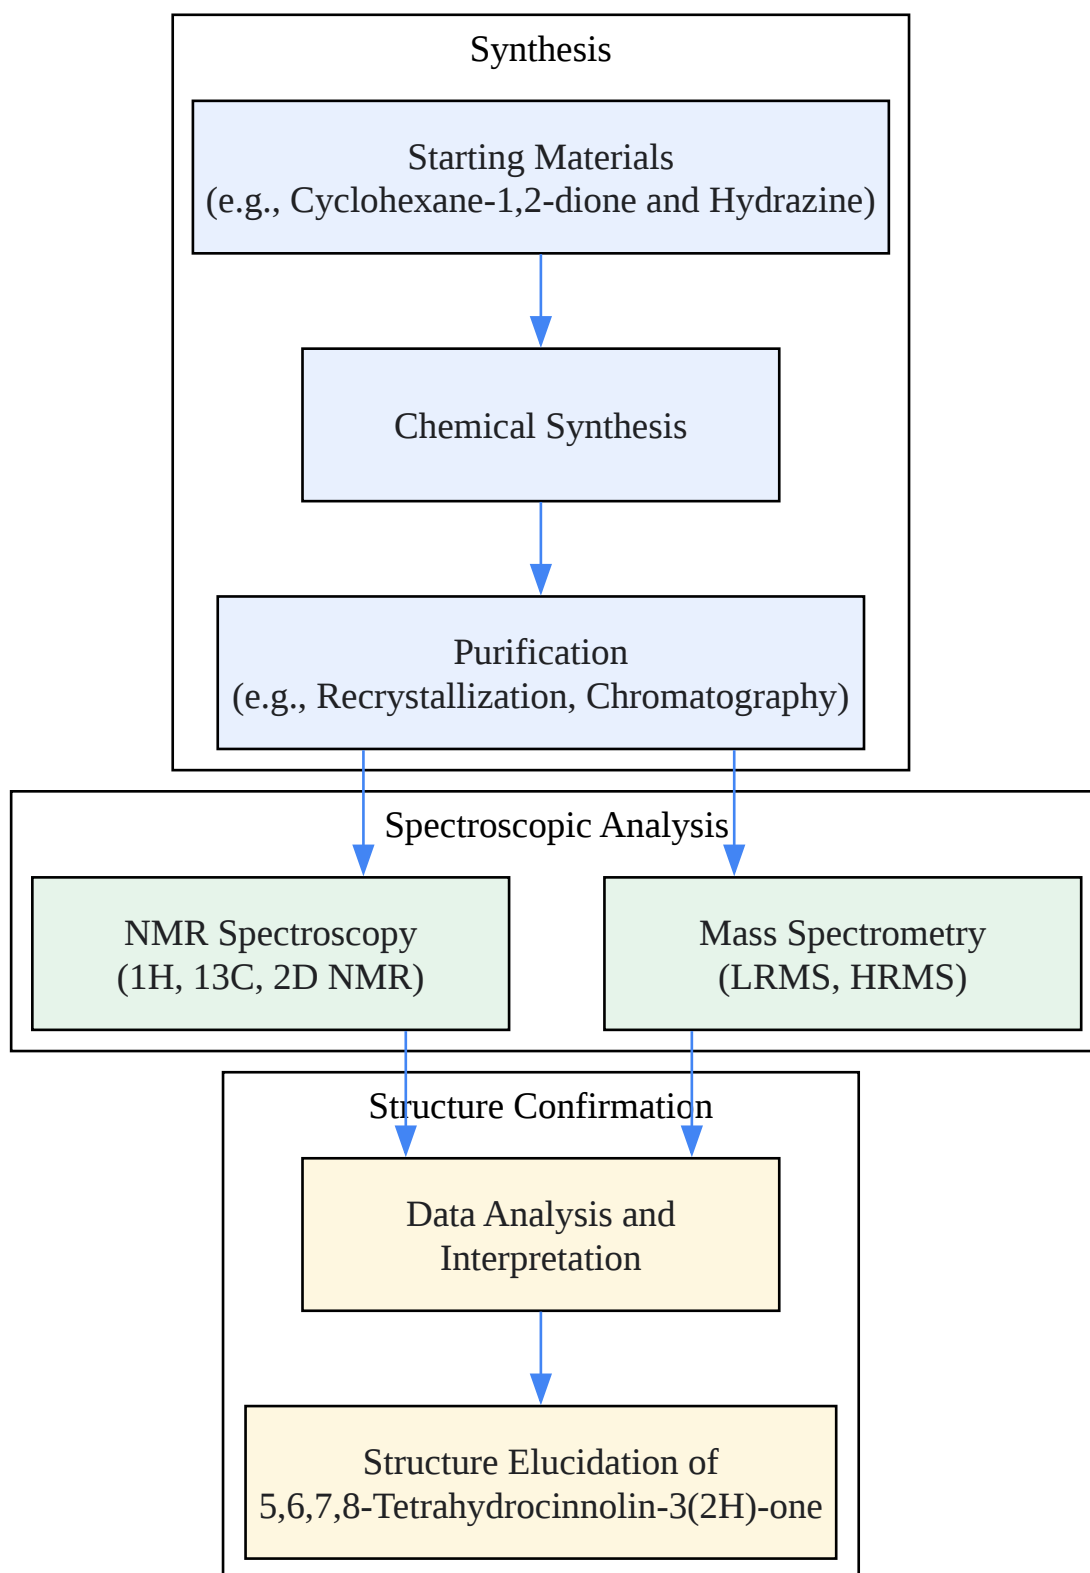 Synthesis
Starting Materials
(e.g., Cyclohexane-1,2-dione and Hydrazine)
Chemical Synthesis
Purification
(e.g., Recrystallization, Chromatography)
Spectroscopic Analysis
NMR Spectroscopy
(1H, 13C, 2D NMR)
Mass Spectrometry
(LRMS, HRMS)
Structure Confirmation
Data Analysis and
Interpretation
Structure Elucidation of
5,6,7,8-Tetrahydrocinnolin-3(2H)-one